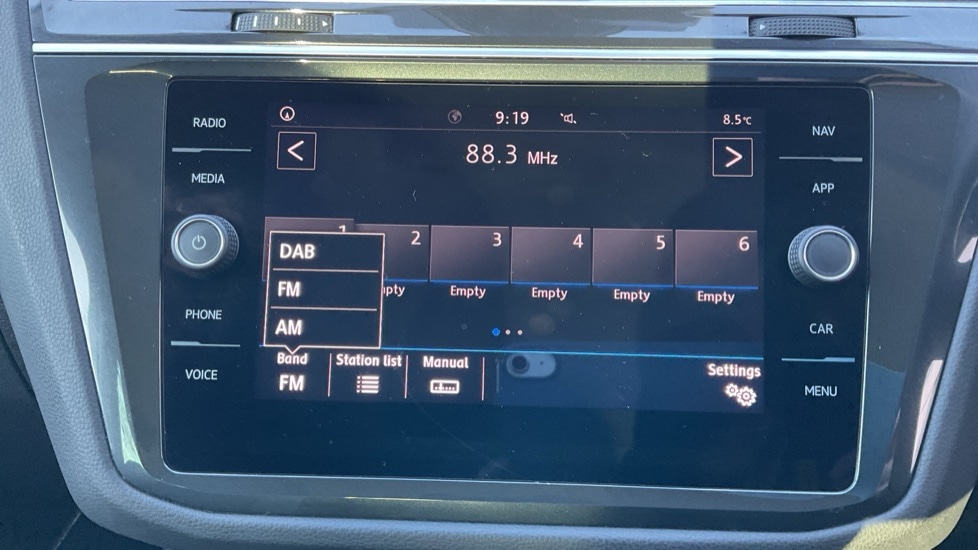 RADIO
MEDIA
PHONE
VOICE
9:19
8.5°C
<
88.3 MHz
>
1
2
3
4
5
6
Empty
Empty
Empty
Empty
DAB
FM
AM
Band
FM
Station list
Manual
Settings
NAV
APP
CAR
MENU